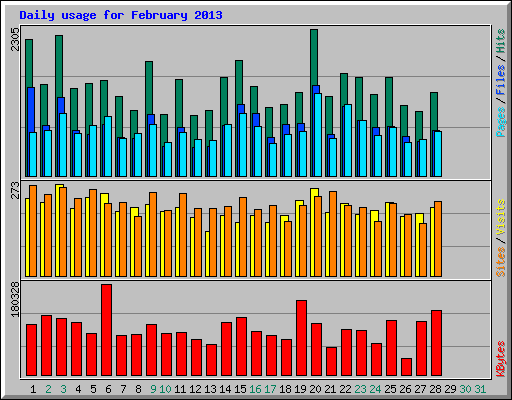 Daily usage for February 2013
2305
Pages / Files / Hits
273
Sites / Visits
180328
KBytes
1 2 3 4 5 6 7 8 9 10 11 12 13 14 15 16 17 18 19 20 21 22 23 24 25 26 27 28 29 30 31